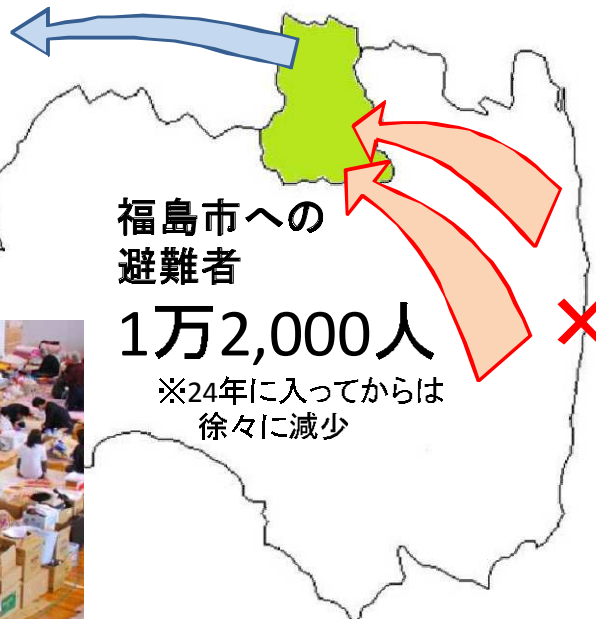 福島市への
避難者
1万2,000人
※24年に入ってからは
徐々に減少